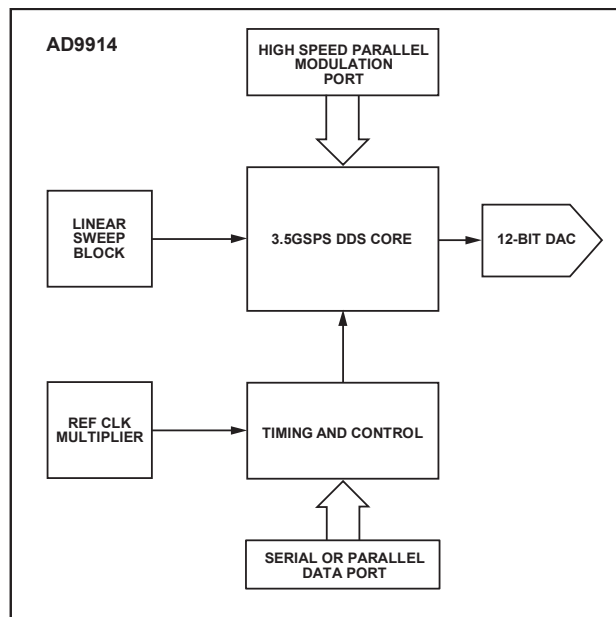 AD9914
HIGH SPEED PARALLEL
MODULATION
PORT
LINEAR
SWEEP
BLOCK
3.5GSPS DDS CORE
12-BIT DAC
REF CLK
MULTIPLIER
TIMING AND CONTROL
SERIAL OR PARALLEL
DATA PORT